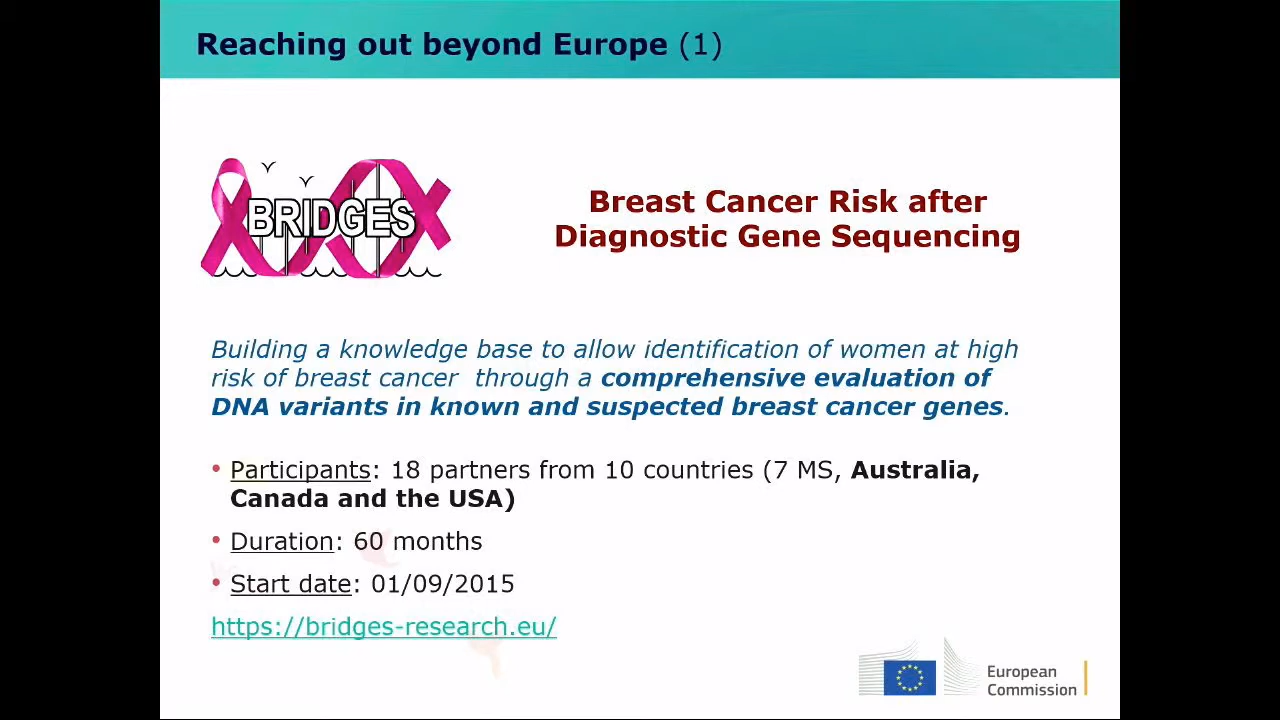 Reaching out beyond Europe (1)
BRIDGES
Breast Cancer Risk after
Diagnostic Gene Sequencing
Building a knowledge base to allow identification of women at high
risk of breast cancer through a comprehensive evaluation of
DNA variants in known and suspected breast cancer genes.
• Participants: 18 partners from 10 countries (7 MS, Australia,
Canada and the USA)
• Duration: 60 months
• Start date: 01/09/2015
https://bridges-research.eu/
European
Commission